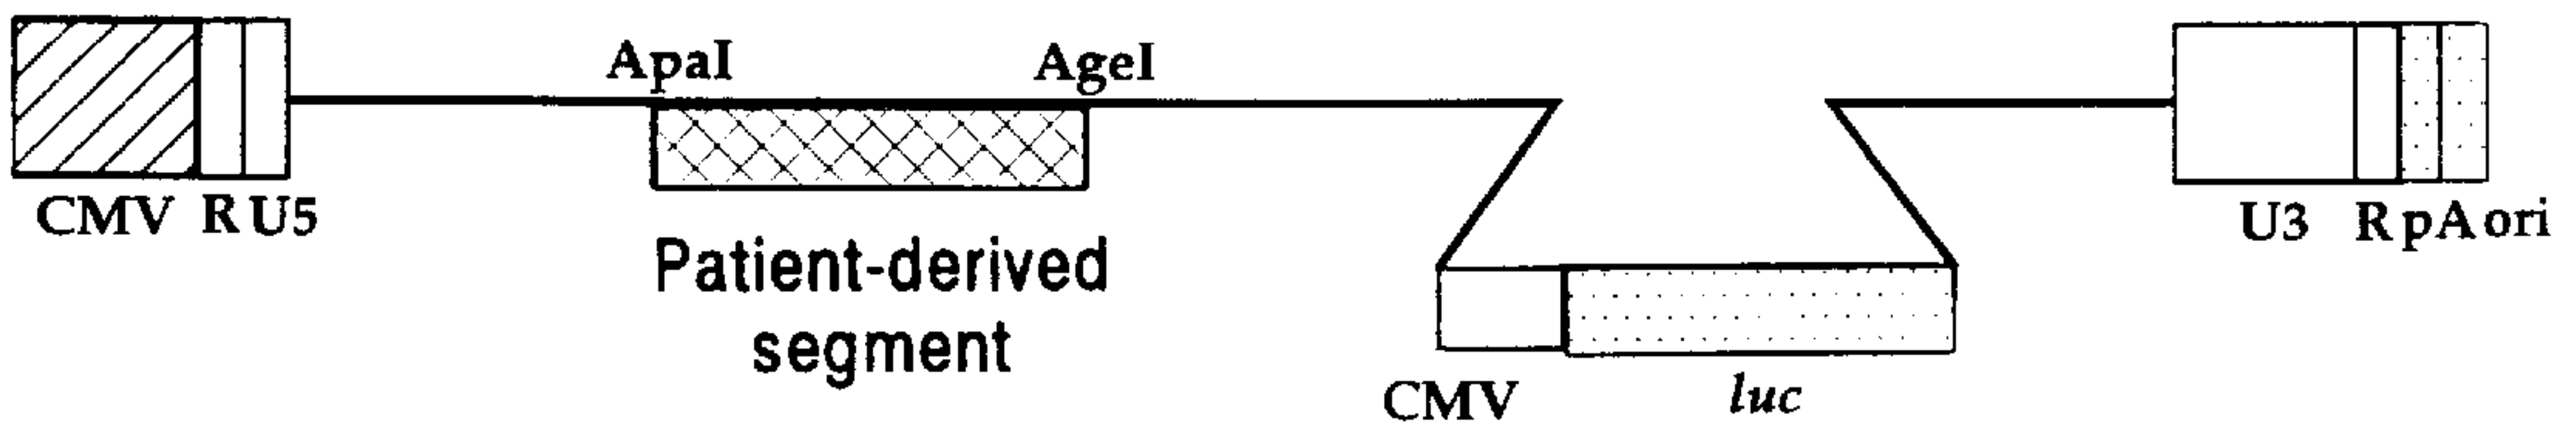 ApaI AgeI
CMV R U5
U3 R pA ori
Patient-derived
segment
CMV luc